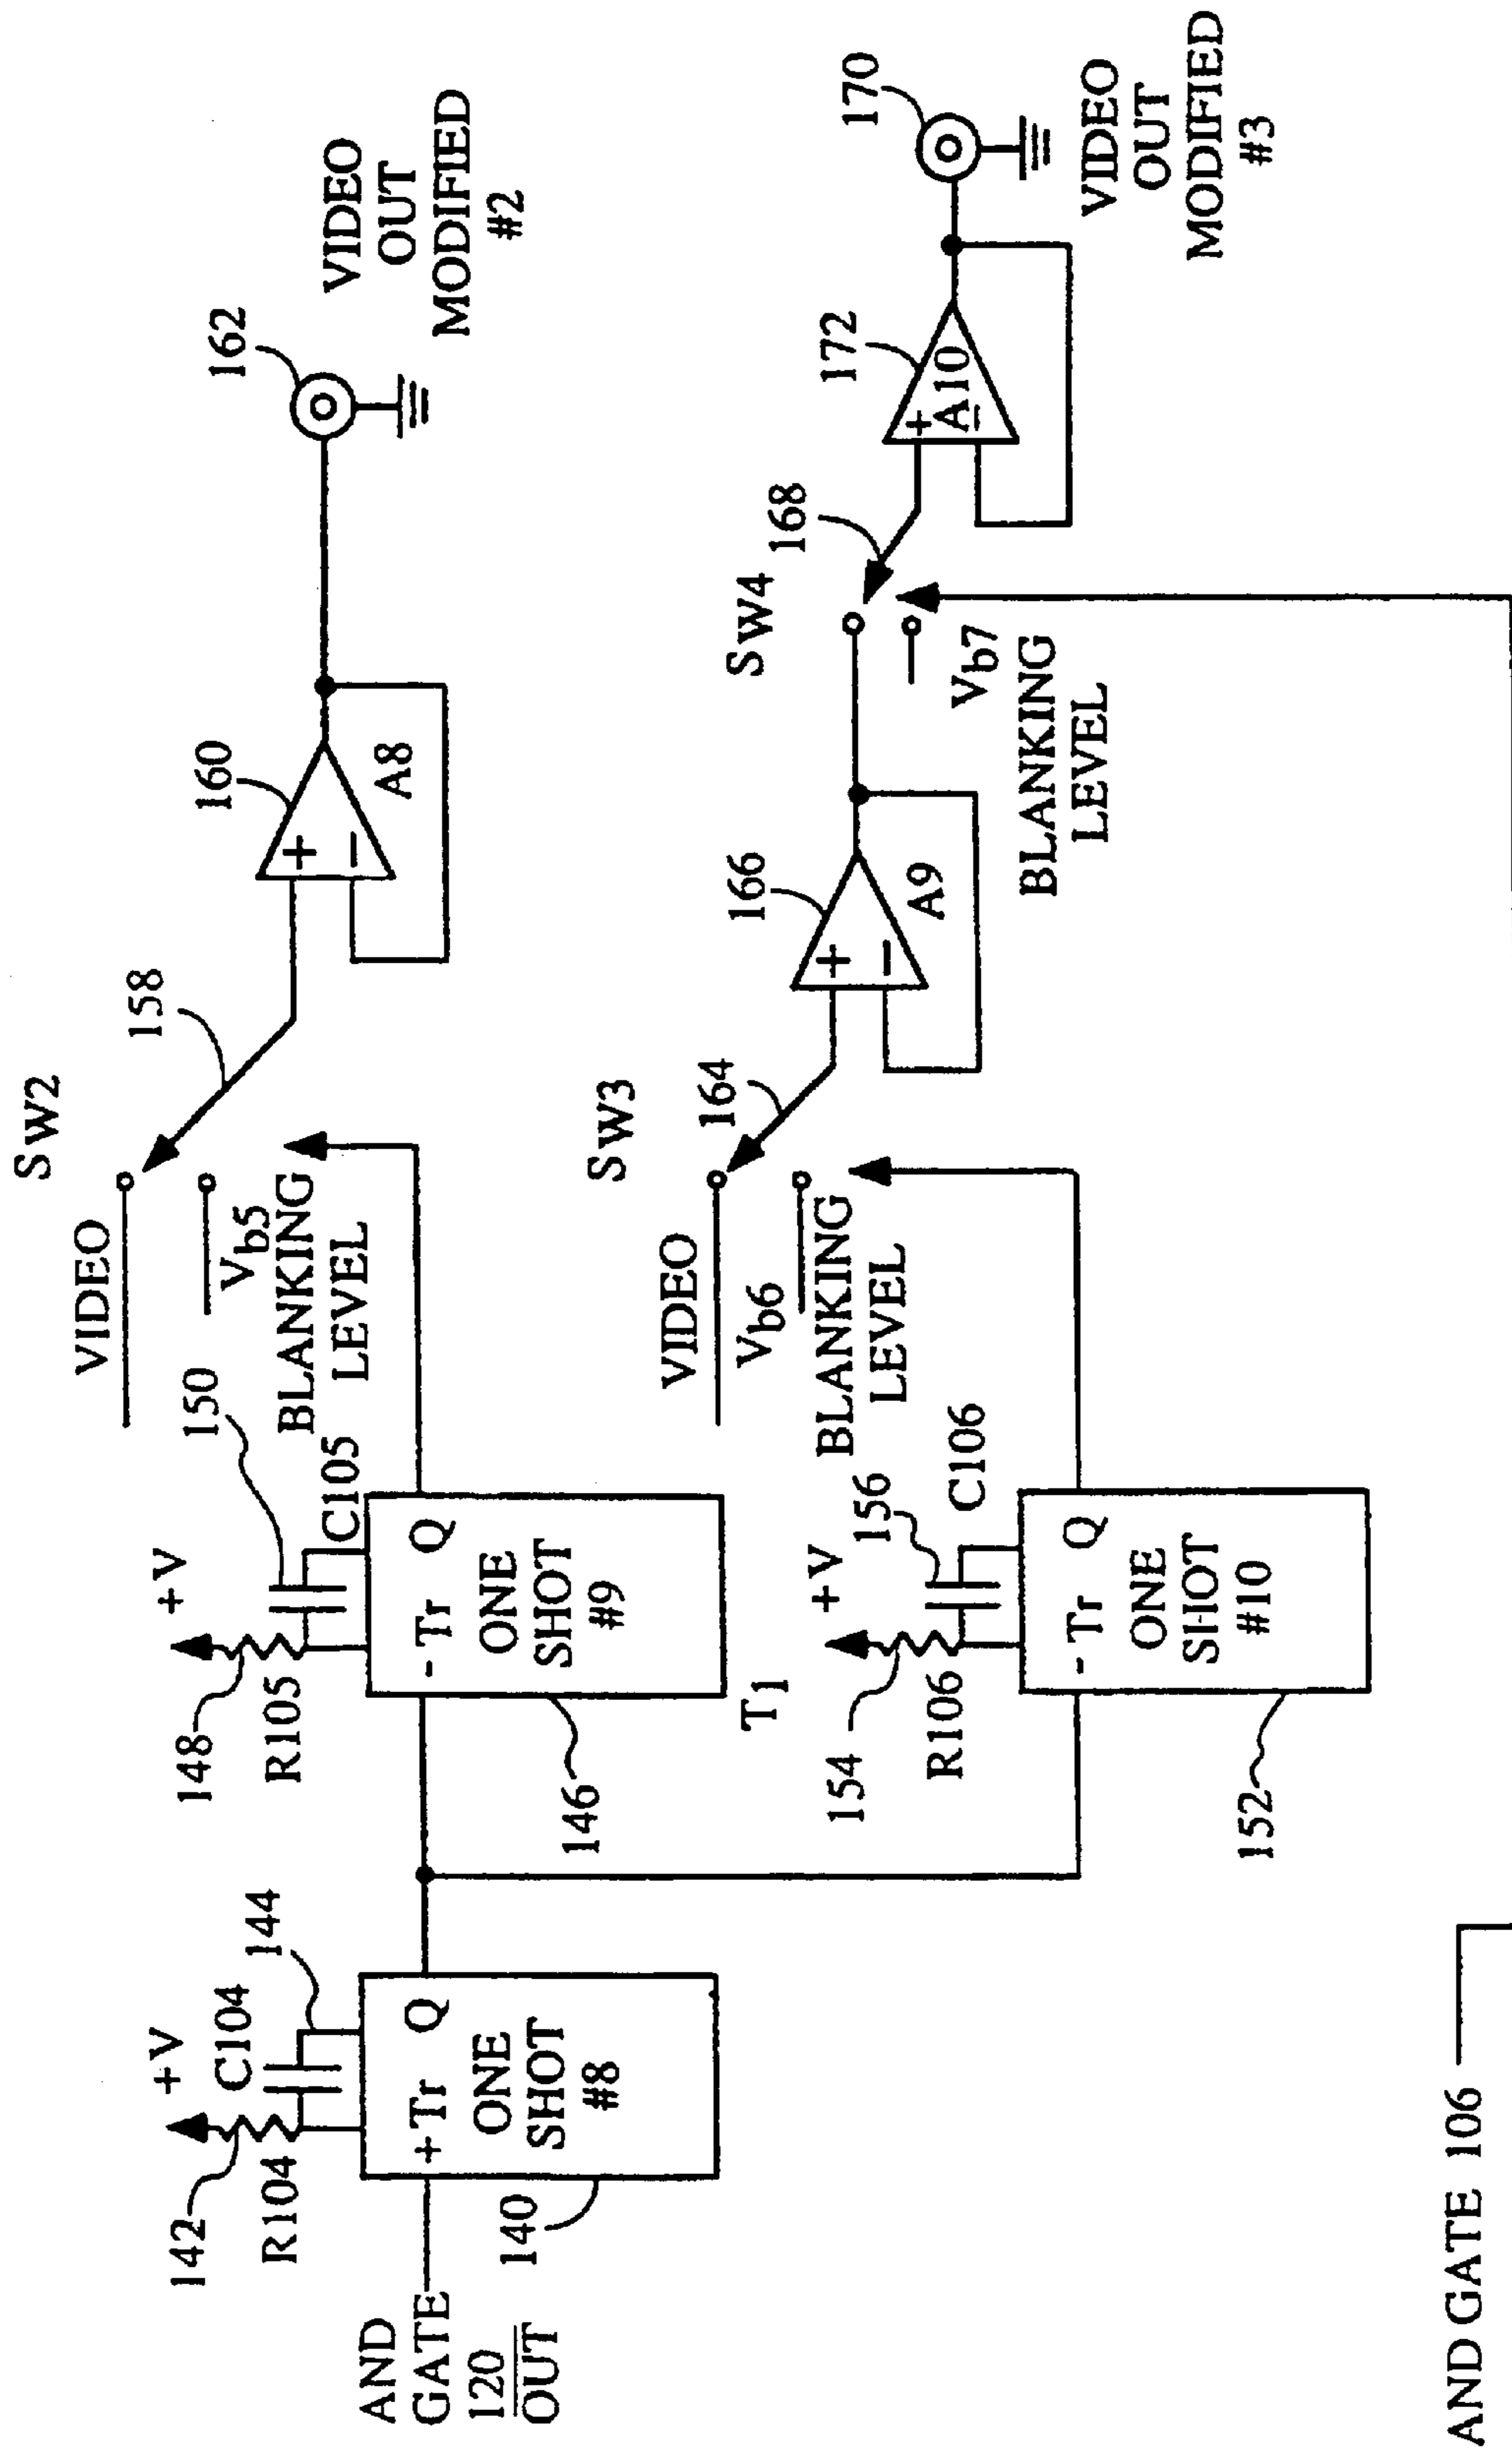 AND
GATE
120
OUT
140
142
R104
+V
C104
144
+Tr Q
ONE
SHOT
#8
148
R105
+V
150
C105
- Tr Q
ONE
SHOT
#9
146
VIDEO
Vb5
BLANKING
LEVEL
SW2
158
160
+
−
A8
162
VIDEO
OUT
MODIFIED
#2
T1
154
R106
+V
156
C106
- Tr Q
ONE
SHOT
#10
152
VIDEO
Vb6
BLANKING
LEVEL
SW3
164
166
+
−
A9
SW4
168
Vb7
BLANKING
LEVEL
172
+
A10
−
170
VIDEO
OUT
MODIFIED
#3
AND GATE 106